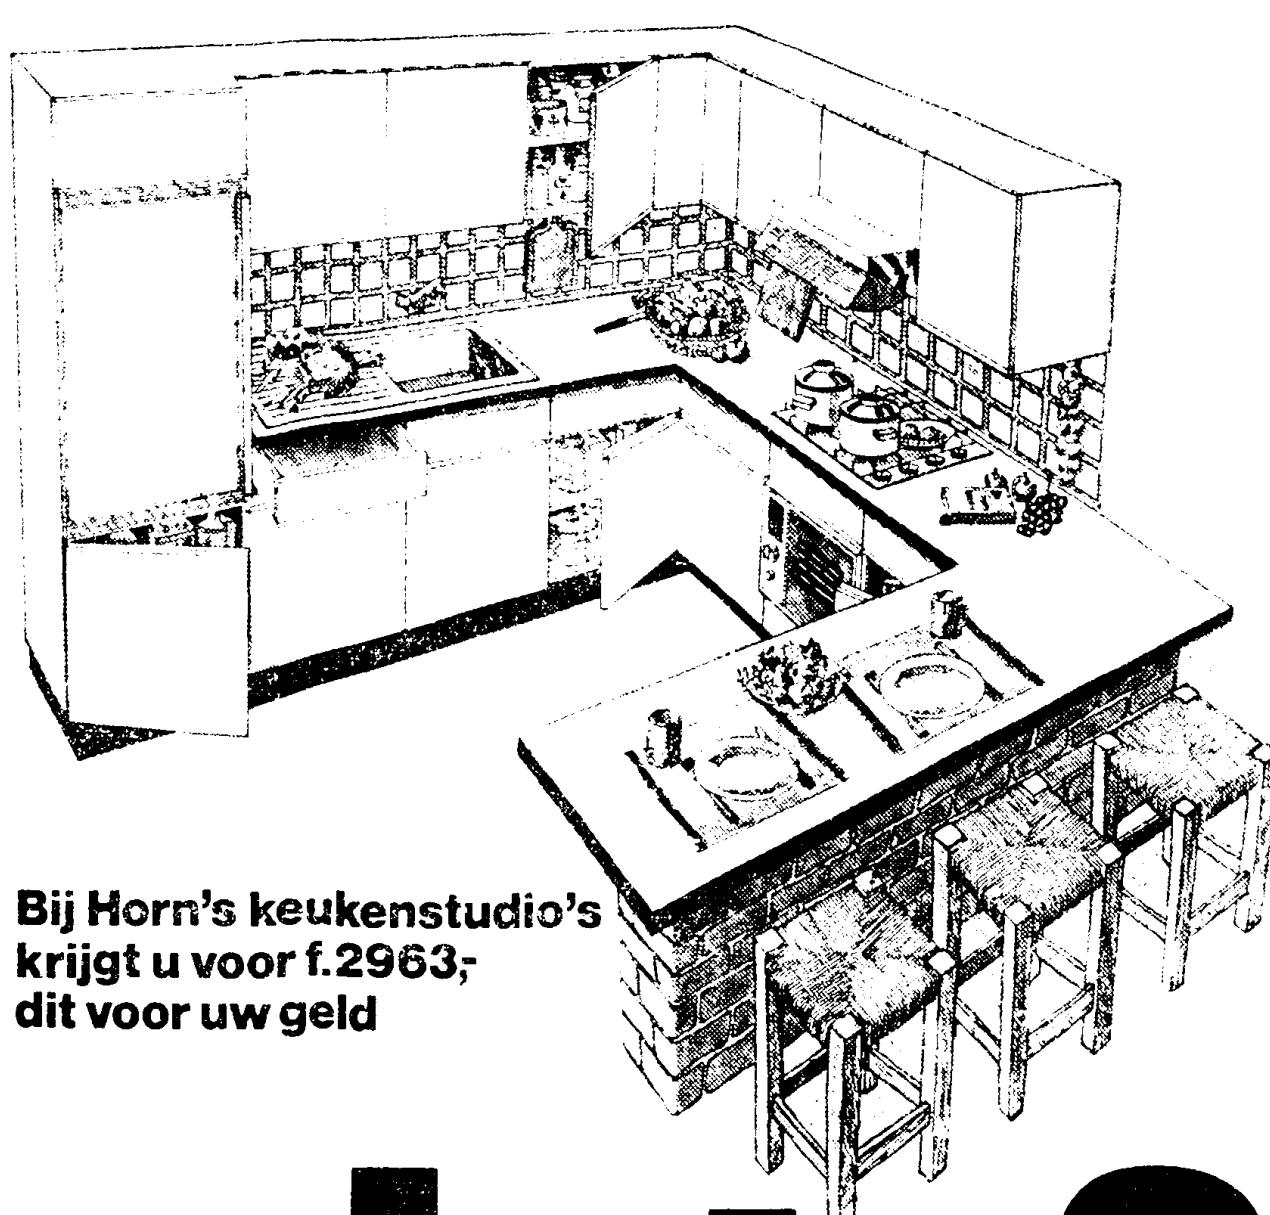 Bij Horn's keukenstudio's
krijgt u voor f.2963,-
dit voor uw geld